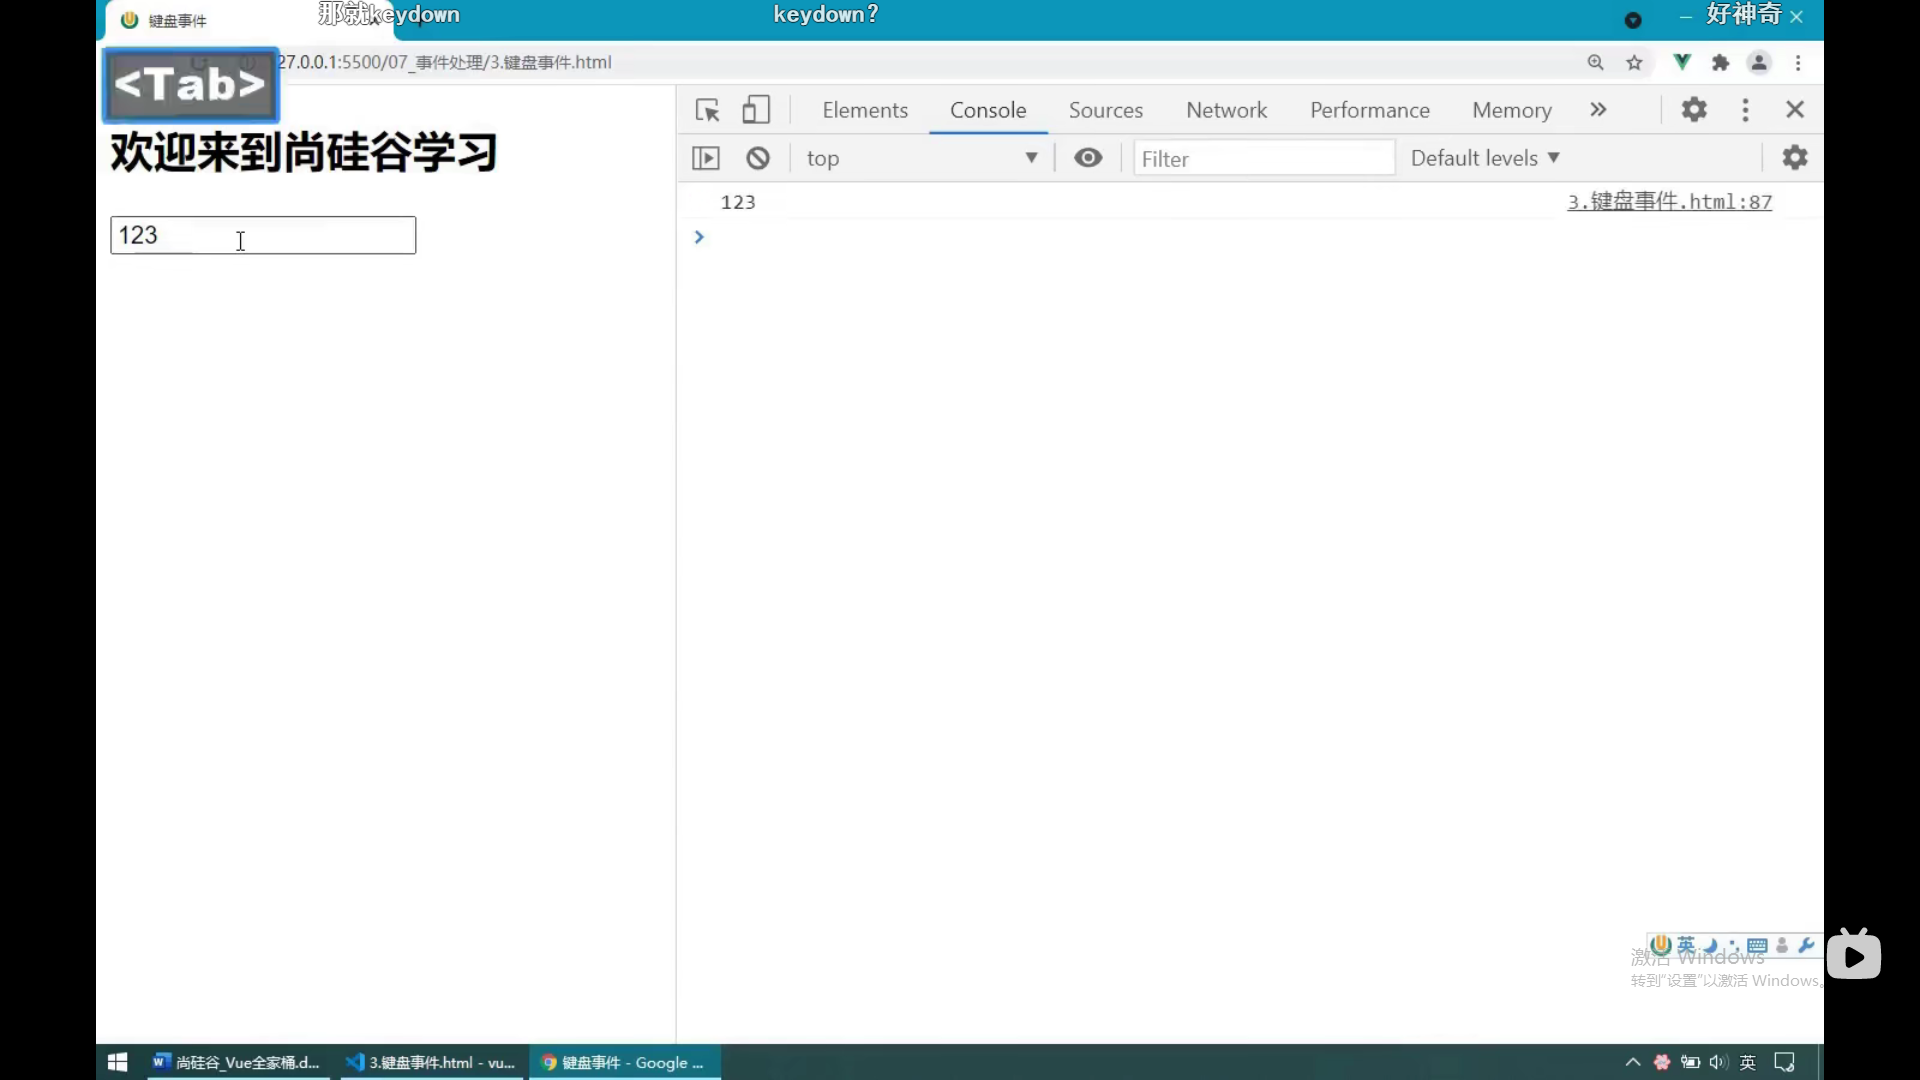 键盘事件
那就keydown
keydown?
好神奇
27.0.0.1:5500/07_事件处理/3.键盘事件.html
<Tab>
欢迎来到尚硅谷学习
123
Elements
Console
Sources
Network
Performance
Memory
top
Filter
Default levels
123
3.键盘事件.html:87
英
激活 Windows
转到"设置"以激活 Windows。
尚硅谷_Vue全家桶.d...
3.键盘事件.html - vu...
键盘事件 - Google ...
英